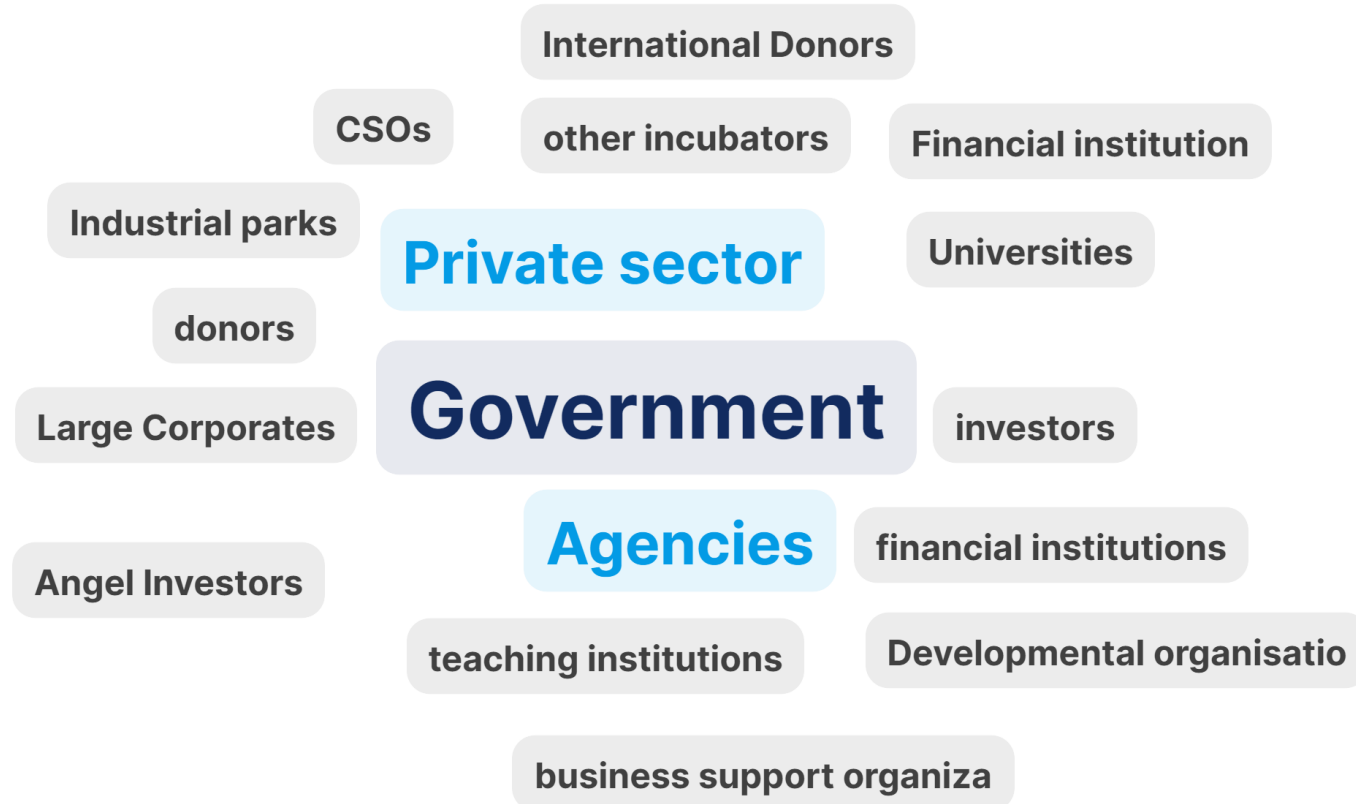 International Donors
CSOs
other incubators
Financial institution
Industrial parks
Private sector
Universities
donors
Government
Large Corporates
investors
Agencies
financial institutions
Angel Investors
teaching institutions
Developmental organisatio
business support organiza